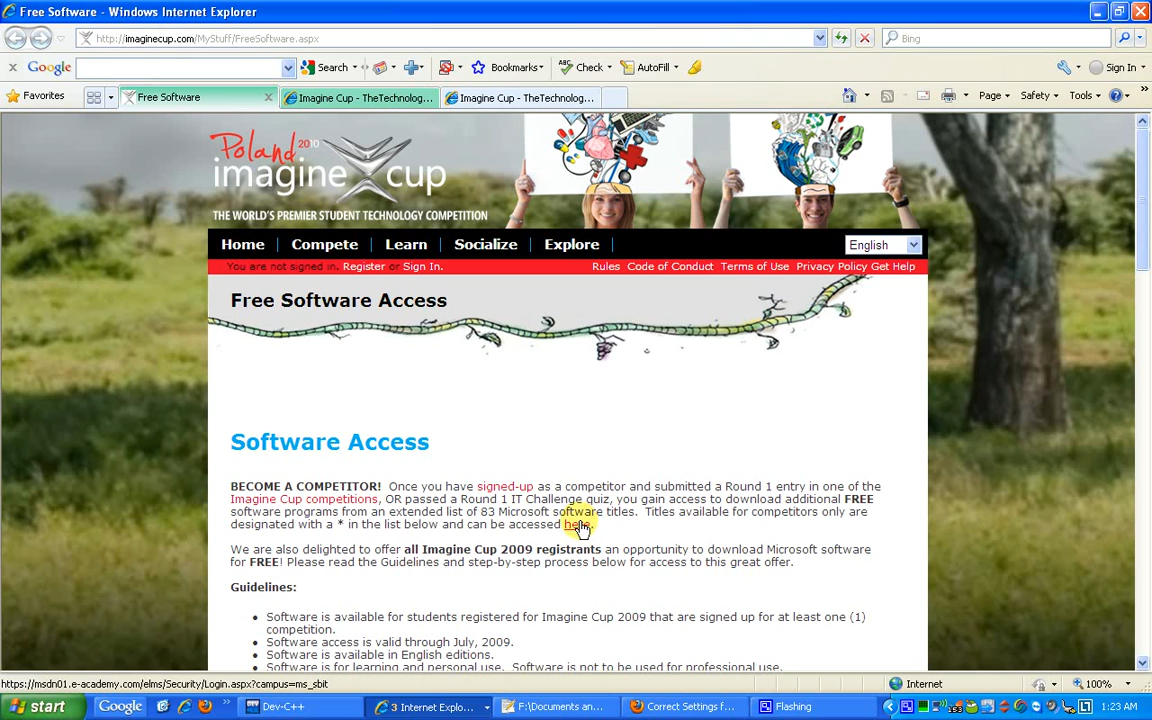 Free Software - Windows Internet Explorer
http://imaginecup.com/MyStuff/FreeSoftware.aspx
Bing
Google
Search
Bookmarks
Check
AutoFill
Sign In
Favorites
Free Software
Imagine Cup - TheTechnolog...
Imagine Cup - TheTechnolog...
Page
Safety
Tools
Poland 2010
imagine cup
THE WORLD'S PREMIER STUDENT TECHNOLOGY COMPETITION
Home
Compete
Learn
Socialize
Explore
English
You are not signed in. Register or Sign In.
Rules Code of Conduct Terms of Use Privacy Policy Get Help
Free Software Access
Software Access
BECOME A COMPETITOR! Once you have signed-up as a competitor and submitted a Round 1 entry in one of the
Imagine Cup competitions, OR passed a Round 1 IT Challenge quiz, you gain access to download additional FREE
software programs from an extended list of 83 Microsoft software titles. Titles available for competitors only are
designated with a * in the list below and can be accessed here.
We are also delighted to offer all Imagine Cup 2009 registrants an opportunity to download Microsoft software
for FREE! Please read the Guidelines and step-by-step process below for access to this great offer.
Guidelines:
• Software is available for students registered for Imagine Cup 2009 that are signed up for at least one (1)
competition.
• Software access is valid through July, 2009.
• Software is available in English editions.
• Software is for learning and personal use. Software is not to be used for professional use.
https://msdn01.e-academy.com/elms/Security/Login.aspx?campus=ms_sbit
Internet
100%
start
Google
Dev-C++
3 Internet Explo...
F:\Documents an...
Correct Settings f...
Flashing
1:23 AM